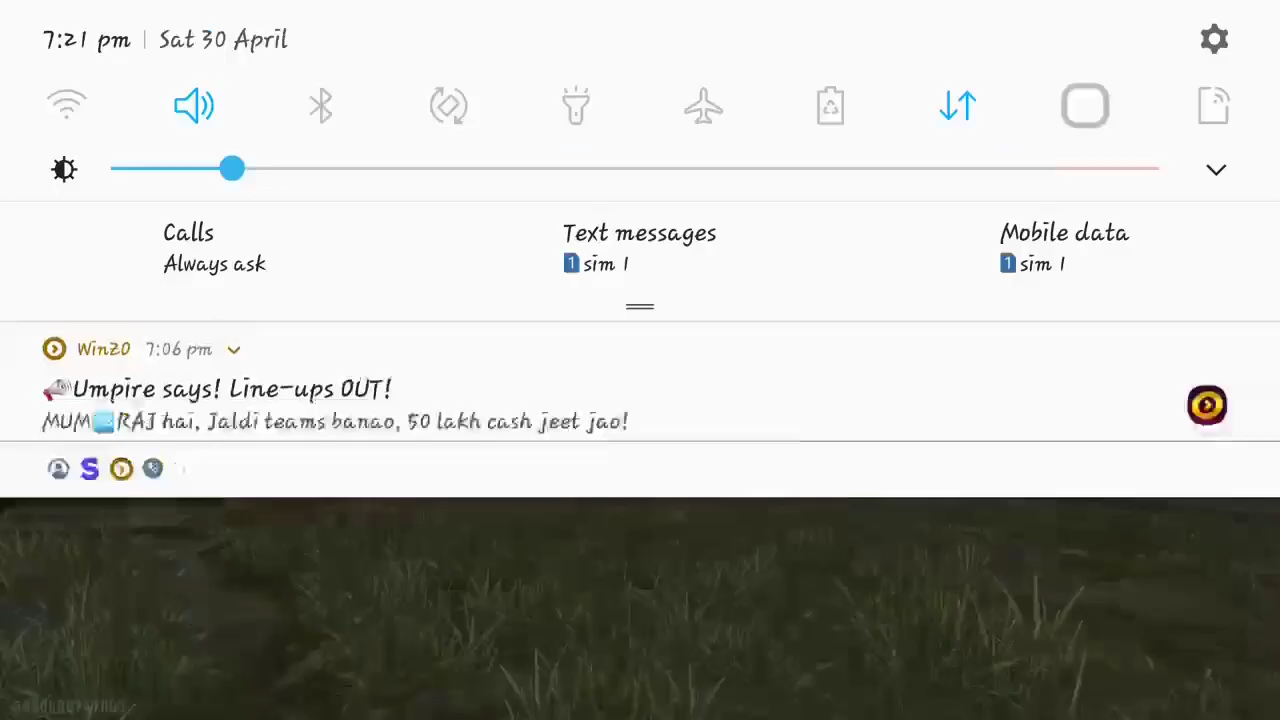 7:21 pm | Sat 30 April
Calls
Always ask
Text messages
1 sim 1
Mobile data
1 sim 1
WinZO 7:06 pm
📢Umpire says! Line-ups OUT!
MUM🆚RAJ hai, Jaldi teams banao, 50 lakh cash jeet jao!
S